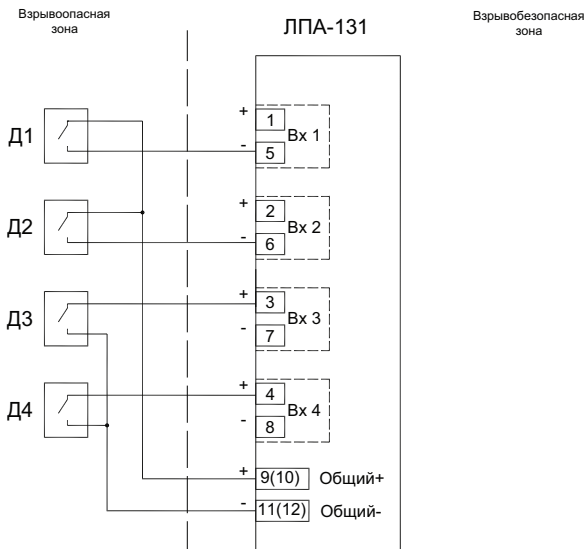 Взрывоопасная
зона
ЛПА-131
Взрывобезопасная
зона
Д1
+
1
Вх 1
-
5
Д2
+
2
Вх 2
-
6
Д3
+
3
Вх 3
-
7
Д4
+
4
Вх 4
-
8
+
9(10) Общий+
-
11(12) Общий-